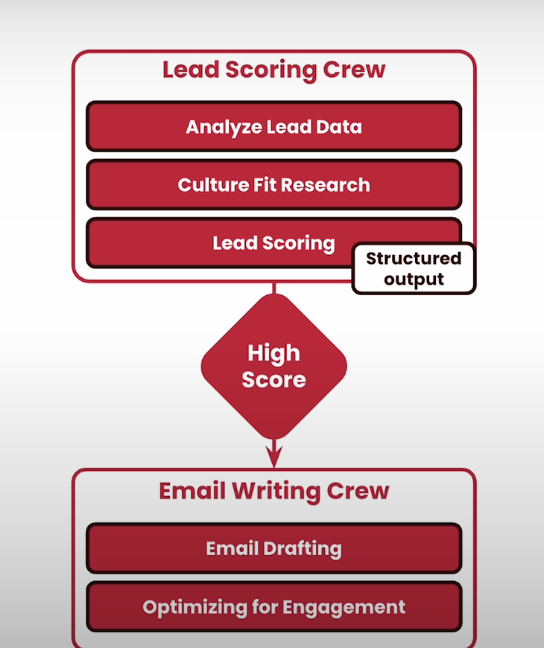 Lead Scoring Crew
Analyze Lead Data
Culture Fit Research
Lead Scoring
Structured
output
High
Score
Email Writing Crew
Email Drafting
Optimizing for Engagement